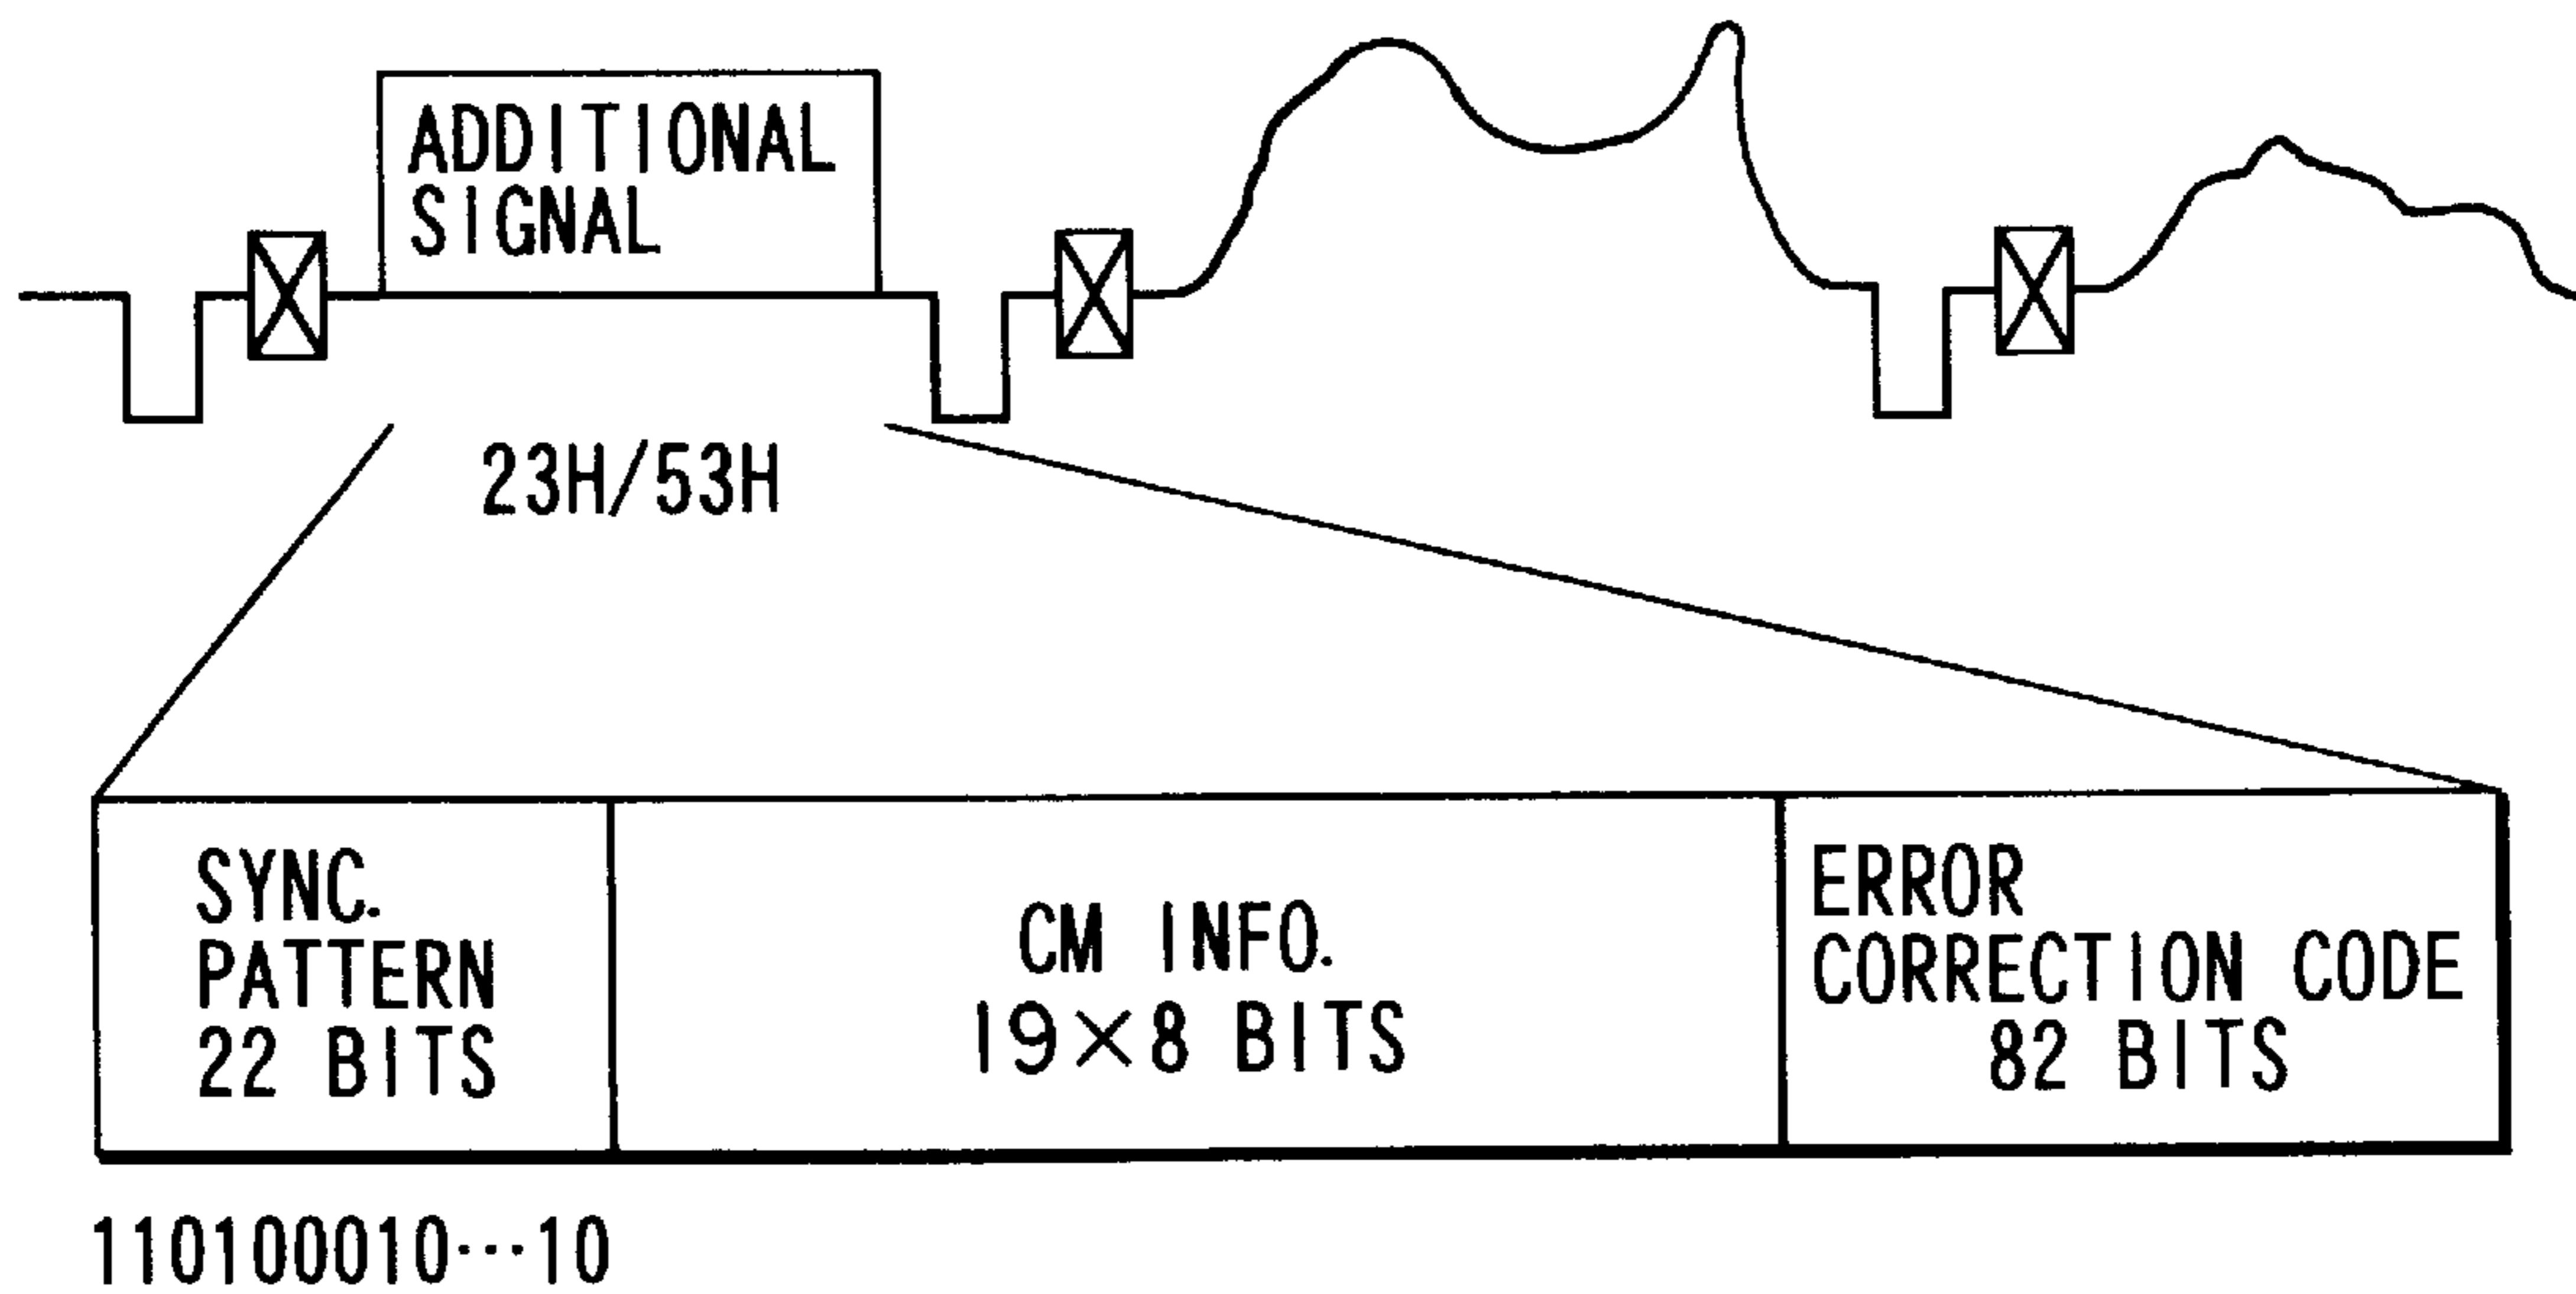 ADDITIONAL
SIGNAL
23H/53H
SYNC.
PATTERN
22 BITS
CM INFO.
19×8 BITS
ERROR
CORRECTION CODE
82 BITS
110100010···10